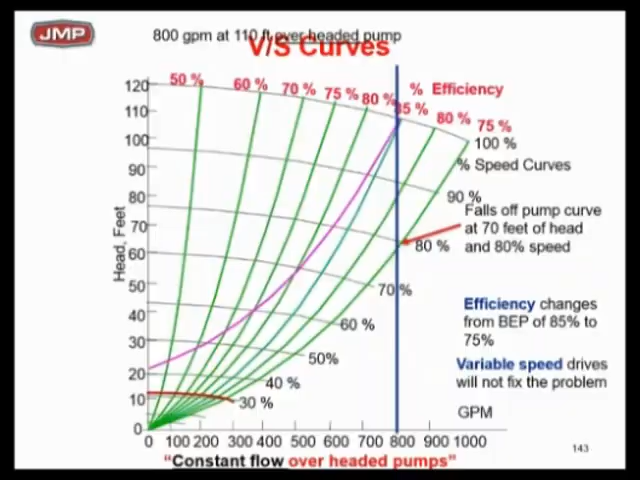 JMP
800 gpm at 110 ft over headed pump
V/S Curves
50 % 60 % 70 % 75 % 80 % 85 % 80 % 75 %
% Efficiency
100 %
% Speed Curves
90 %
Falls off pump curve
at 70 feet of head
and 80% speed
80 %
70 %
60 %
50%
40 %
30 %
Efficiency changes
from BEP of 85% to
75%
Variable speed drives
will not fix the problem
GPM
Head, Feet
120
110
100
90
80
70
60
50
40
30
20
10
0
0 100 200 300 400 500 600 700 800 900 1000
143
"Constant flow over headed pumps"